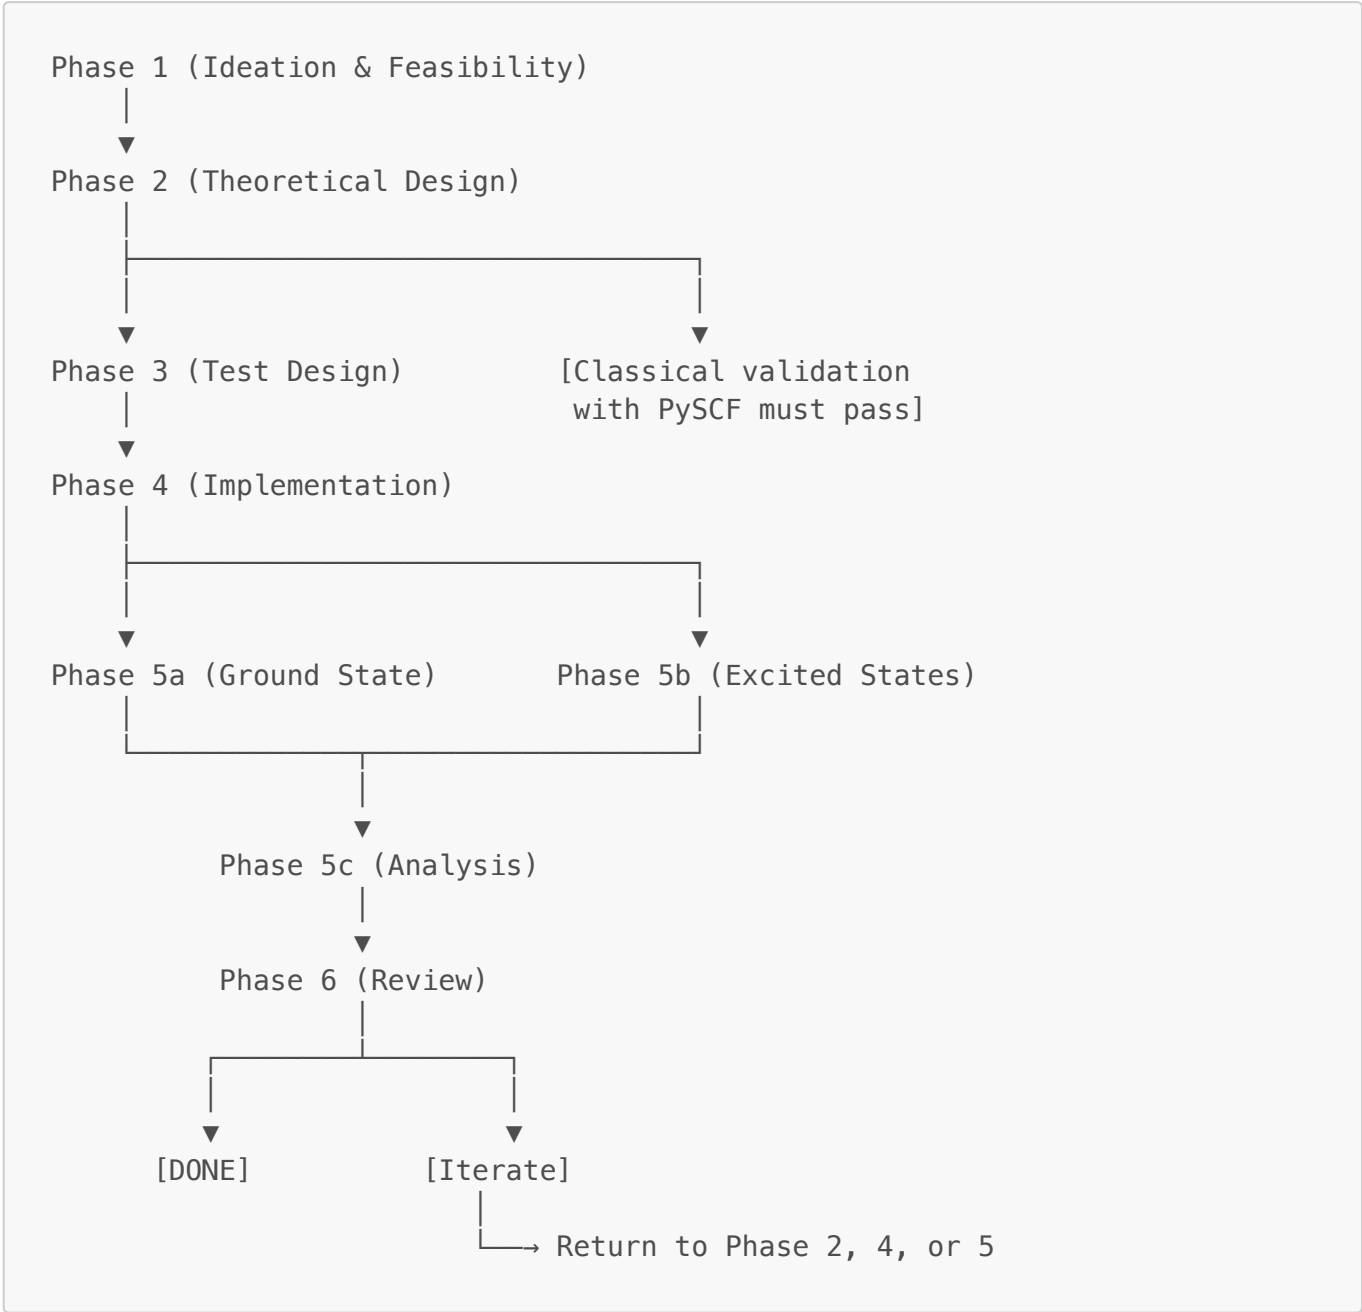 Phase 1 (Ideation & Feasibility)
Phase 2 (Theoretical Design)
Phase 3 (Test Design) [Classical validation
with PySCF must pass]
Phase 4 (Implementation)
Phase 5a (Ground State) Phase 5b (Excited States)
Phase 5c (Analysis)
Phase 6 (Review)
[DONE] [Iterate]
→ Return to Phase 2, 4, or 5